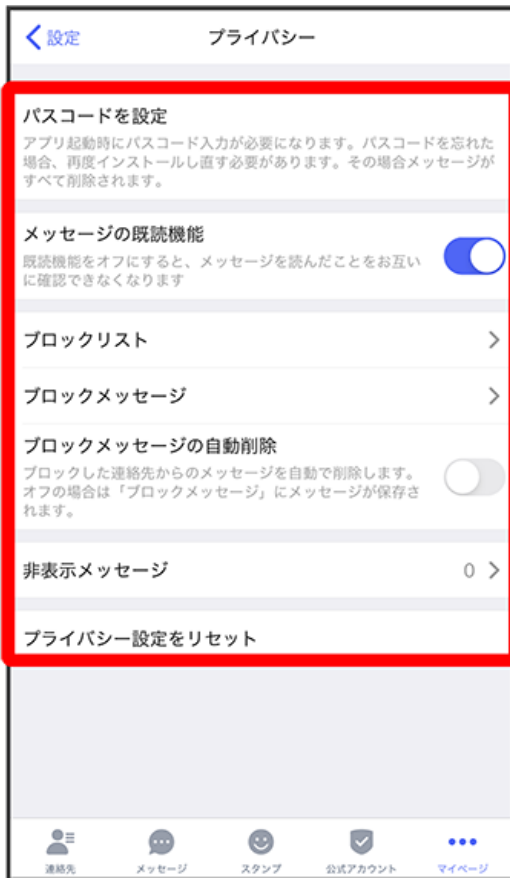 設定 プライバシー
パスコードを設定
アプリ起動時にパスコード入力が必要になります。パスコードを忘れた
場合、再度インストールし直す必要があります。その場合メッセージが
すべて削除されます。
メッセージの既読機能
既読機能をオフにすると、メッセージを読んだことをお互い
に確認できなくなります
ブロックリスト
ブロックメッセージ
ブロックメッセージの自動削除
ブロックした連絡先からのメッセージを自動で削除します。
オフの場合は「ブロックメッセージ」にメッセージが保存さ
れます。
非表示メッセージ 0
プライバシー設定をリセット
連絡先 メッセージ スタンプ 公式アカウント マイページ